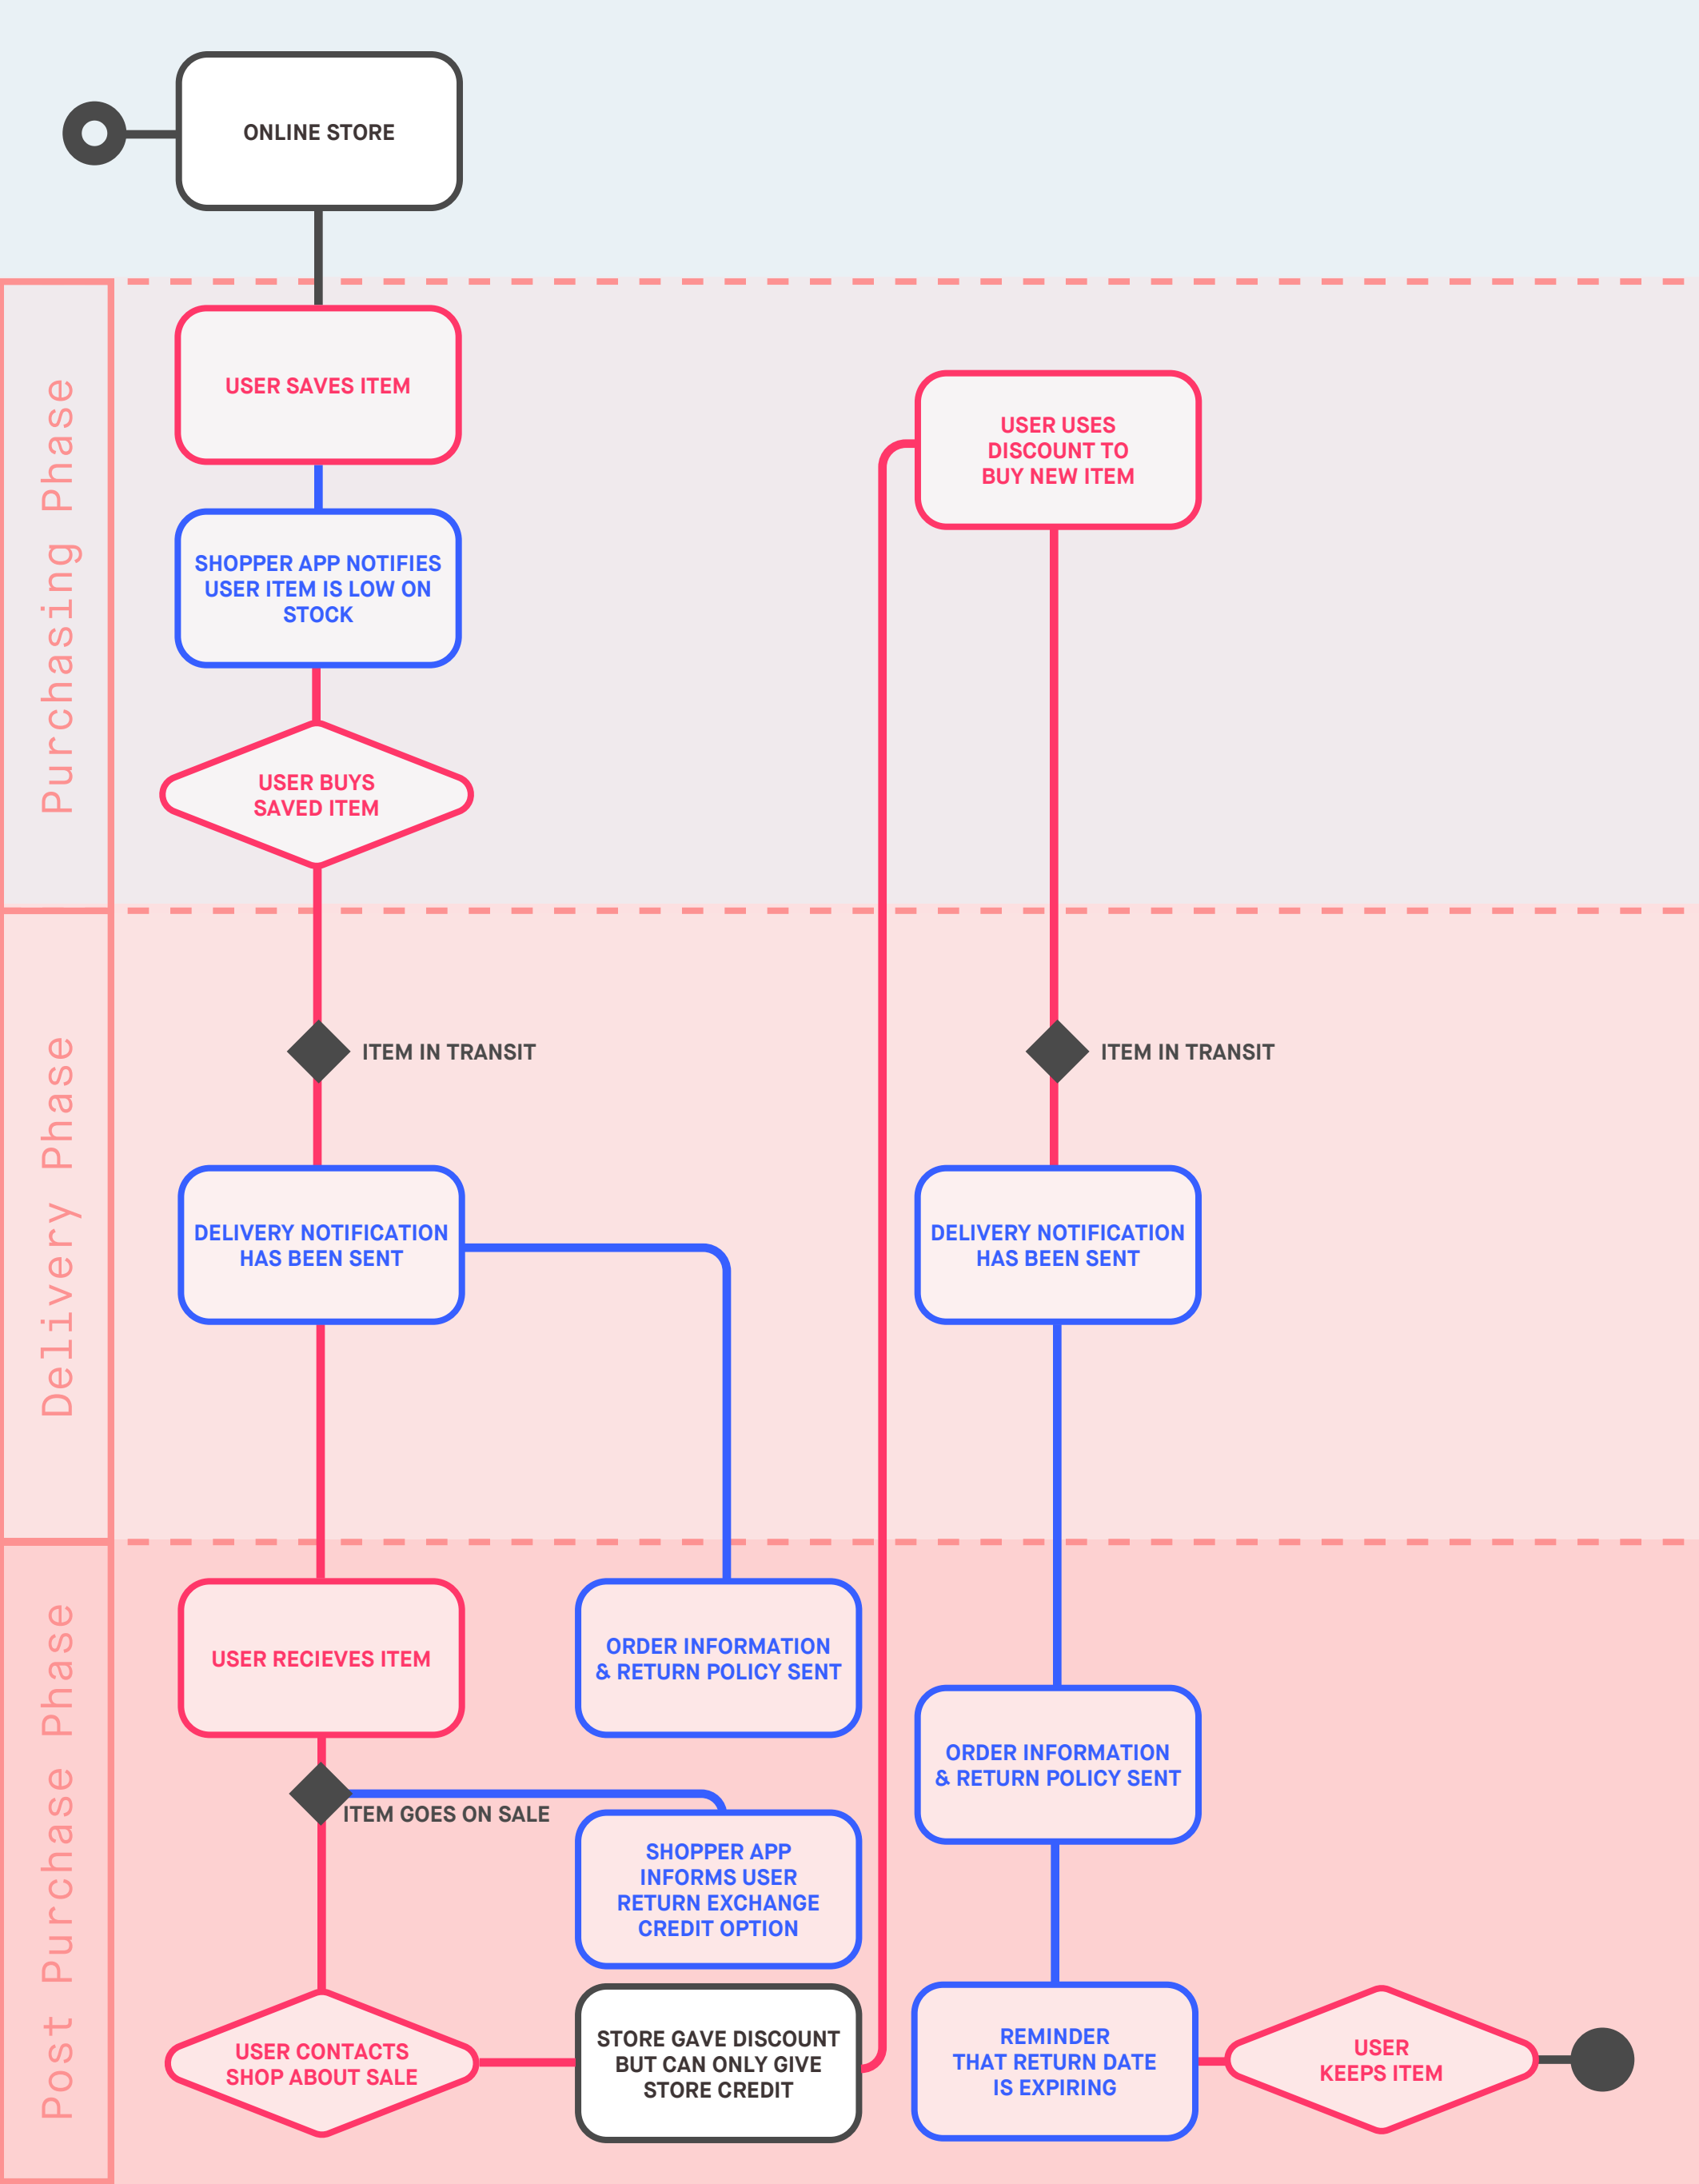 ONLINE STORE
Purchasing Phase
USER SAVES ITEM
SHOPPER APP NOTIFIES
USER ITEM IS LOW ON
STOCK
USER BUYS
SAVED ITEM
USER USES
DISCOUNT TO
BUY NEW ITEM
Delivery Phase
ITEM IN TRANSIT
ITEM IN TRANSIT
DELIVERY NOTIFICATION
HAS BEEN SENT
DELIVERY NOTIFICATION
HAS BEEN SENT
Post Purchase Phase
USER RECIEVES ITEM
ORDER INFORMATION
& RETURN POLICY SENT
ORDER INFORMATION
& RETURN POLICY SENT
ITEM GOES ON SALE
SHOPPER APP
INFORMS USER
RETURN EXCHANGE
CREDIT OPTION
USER CONTACTS
SHOP ABOUT SALE
STORE GAVE DISCOUNT
BUT CAN ONLY GIVE
STORE CREDIT
REMINDER
THAT RETURN DATE
IS EXPIRING
USER
KEEPS ITEM